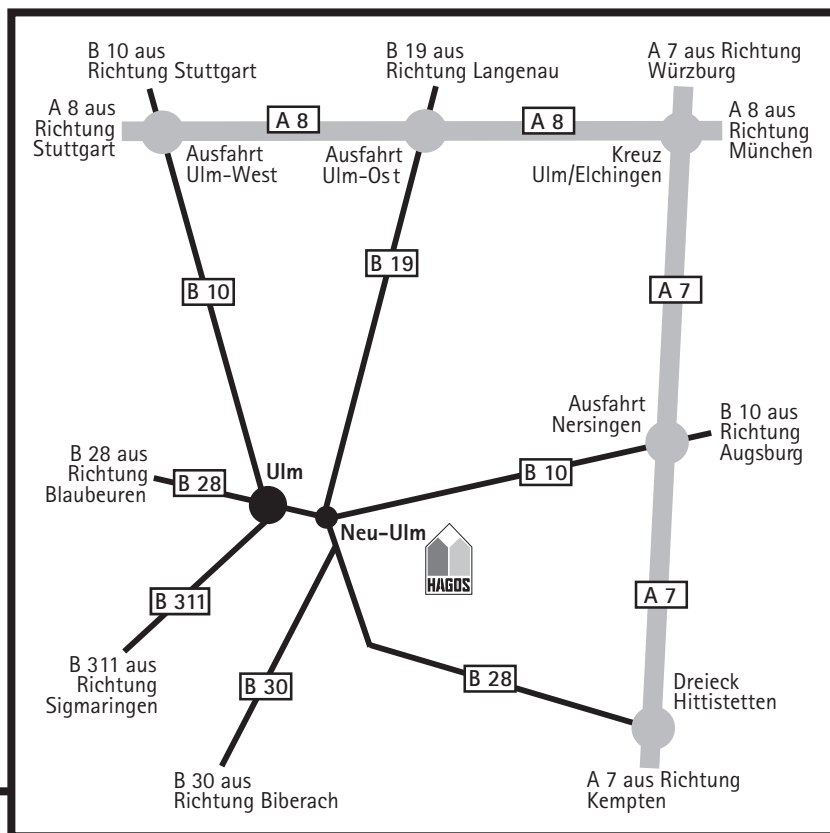 B 10 aus
Richtung Stuttgart
B 19 aus
Richtung Langenau
A 7 aus Richtung
Würzburg
A 8 aus
Richtung
Stuttgart
A 8
A 8
A 8 aus
Richtung
München
Ausfahrt
Ulm-West
Ausfahrt
Ulm-Ost
Kreuz
Ulm/Elchingen
B 19
B 10
A 7
Ausfahrt
Nersingen
B 10 aus
Richtung
Augsburg
B 28 aus
Richtung
Blaubeuren
B 28
Ulm
B 10
Neu-Ulm
HAGOS
B 311
A 7
B 311 aus
Richtung
Sigmaringen
B 30
B 28
Dreieck
Hittistetten
B 30 aus
Richtung Biberach
A 7 aus Richtung
Kempten